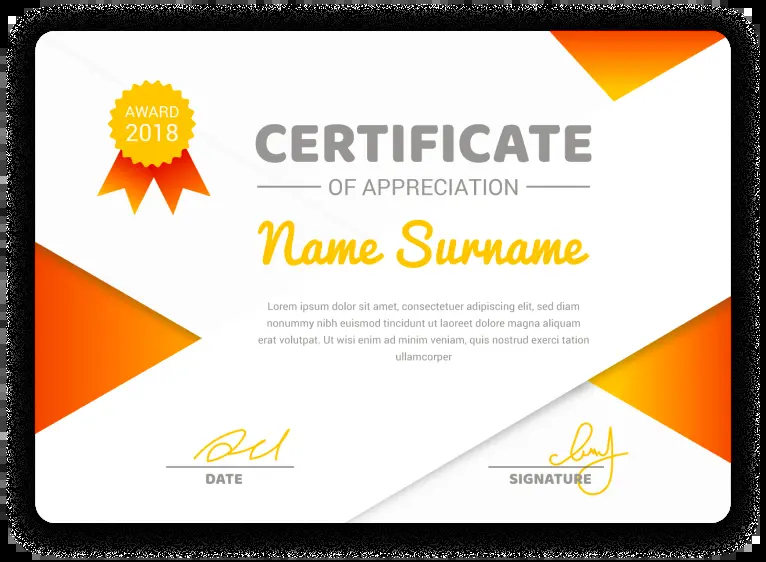 AWARD
2018
CERTIFICATE
OF APPRECIATION
Name Surname
Lorem ipsum dolor sit amet, consectetuer adipiscing elit, sed diam
nonummy nibh euismod tincidunt ut laoreet dolore magna aliquam
erat volutpat. Ut wisi enim ad minim veniam, quis nostrud exerci tation
ullamcorper
DATE
SIGNATURE